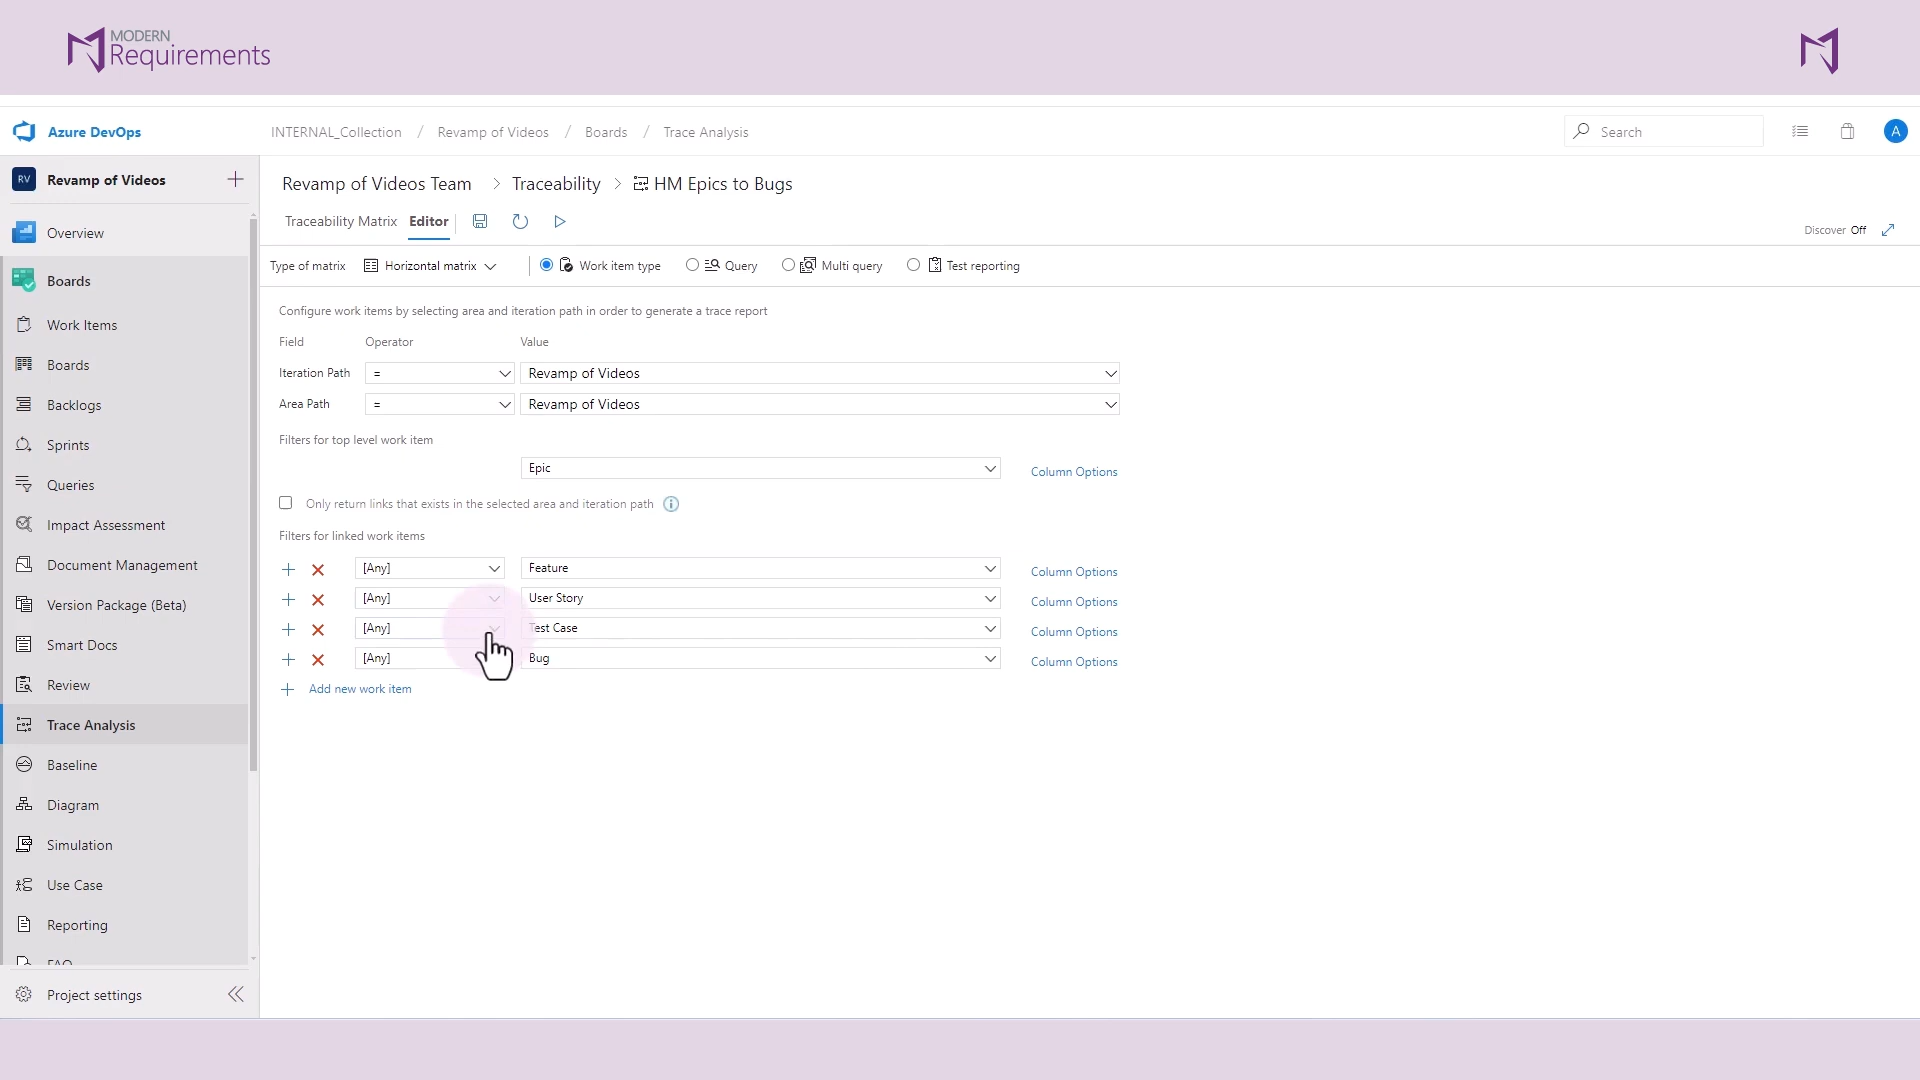 MODERN
Requirements
Azure DevOps
INTERNAL_Collection / Revamp of Videos / Boards / Trace Analysis
Search
A
RV Revamp of Videos
Revamp of Videos Team > Traceability > HM Epics to Bugs
Traceability Matrix Editor
Discover Off
Overview
Boards
Work Items
Boards
Backlogs
Sprints
Queries
Impact Assessment
Document Management
Version Package (Beta)
Smart Docs
Review
Trace Analysis
Baseline
Diagram
Simulation
Use Case
Reporting
FAQ
Project settings
Type of matrix Horizontal matrix Work item type Query Multi query Test reporting
Configure work items by selecting area and iteration path in order to generate a trace report
Field Operator Value
Iteration Path = Revamp of Videos
Area Path = Revamp of Videos
Filters for top level work item
Epic Column Options
Only return links that exists in the selected area and iteration path
Filters for linked work items
[Any] Feature Column Options
[Any] User Story Column Options
[Any] Test Case Column Options
[Any] Bug Column Options
Add new work item